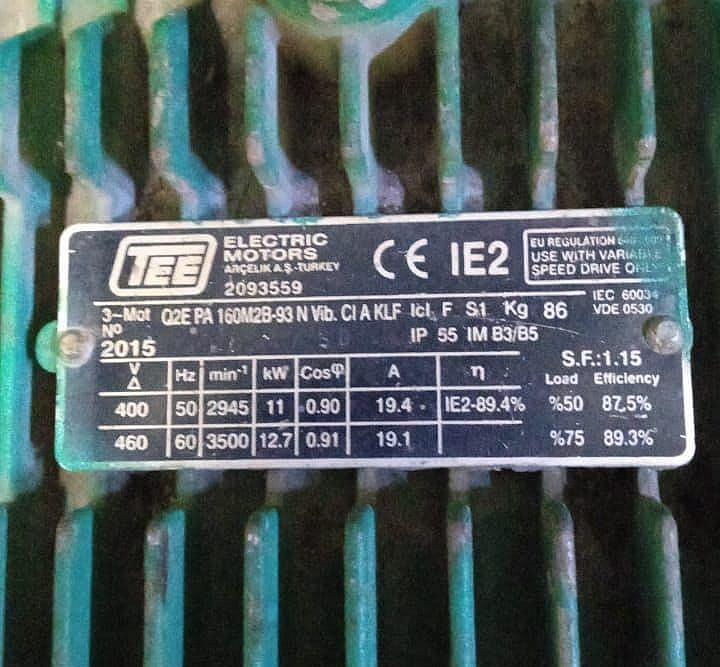 TEE
ELECTRIC
MOTORS
ARÇELIK A.Ş.-TURKEY
2093559
CE IE2
EU REGULATION
USE WITH VARIABLE
SPEED DRIVE ONLY
3~Mot Q2E PA 160M2B-93 N Vib. Cl A KLF Icl. F S1 Kg 86
IEC 60034
VDE 0530
Nº
2015
IP 55 IM B3/B5
S.F.:1.15
V Δ Hz min⁻¹ kW Cosφ A η Load Efficiency
400 50 2945 11 0.90 19.4 IE2-89.4% %50 87.5%
460 60 3500 12.7 0.91 19.1 %75 89.3%